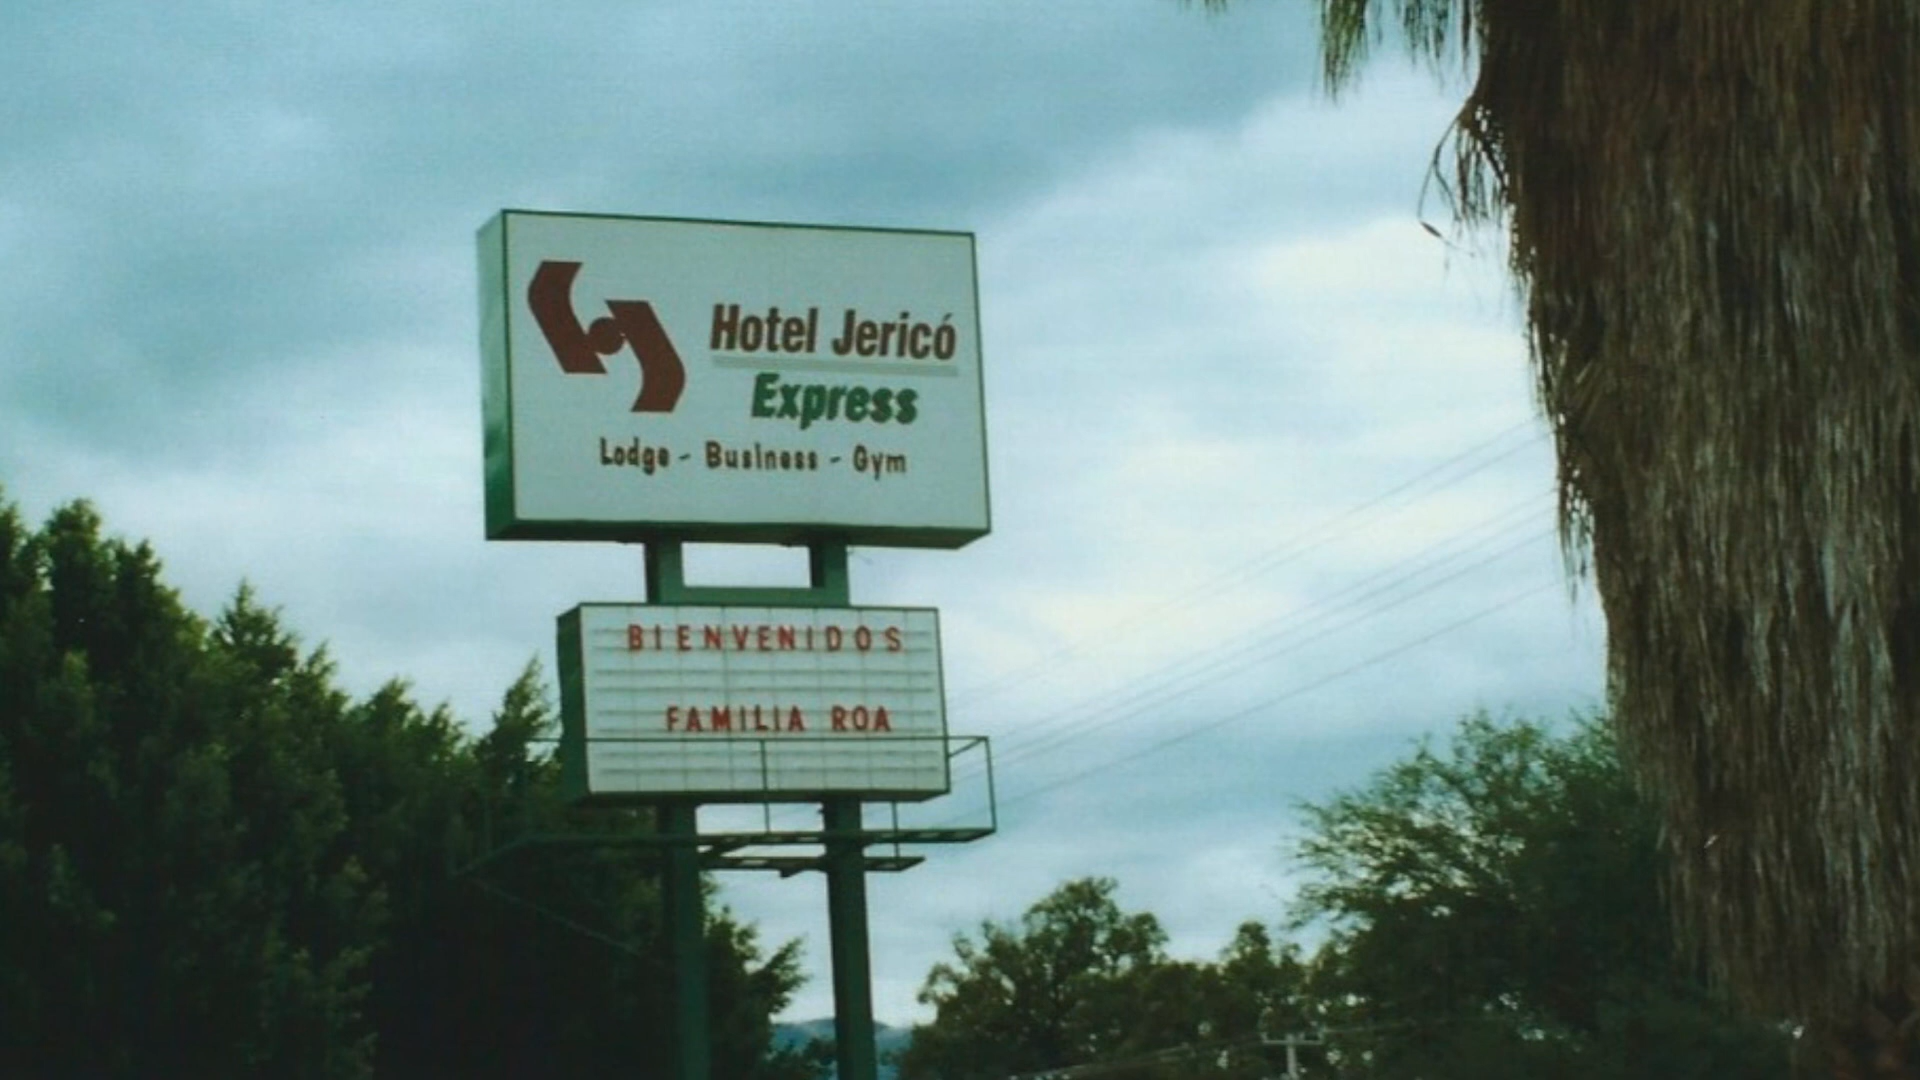 Hotel Jericó
Express
Lodge - Business - Gym
BIENVENIDOS
FAMILIA ROA